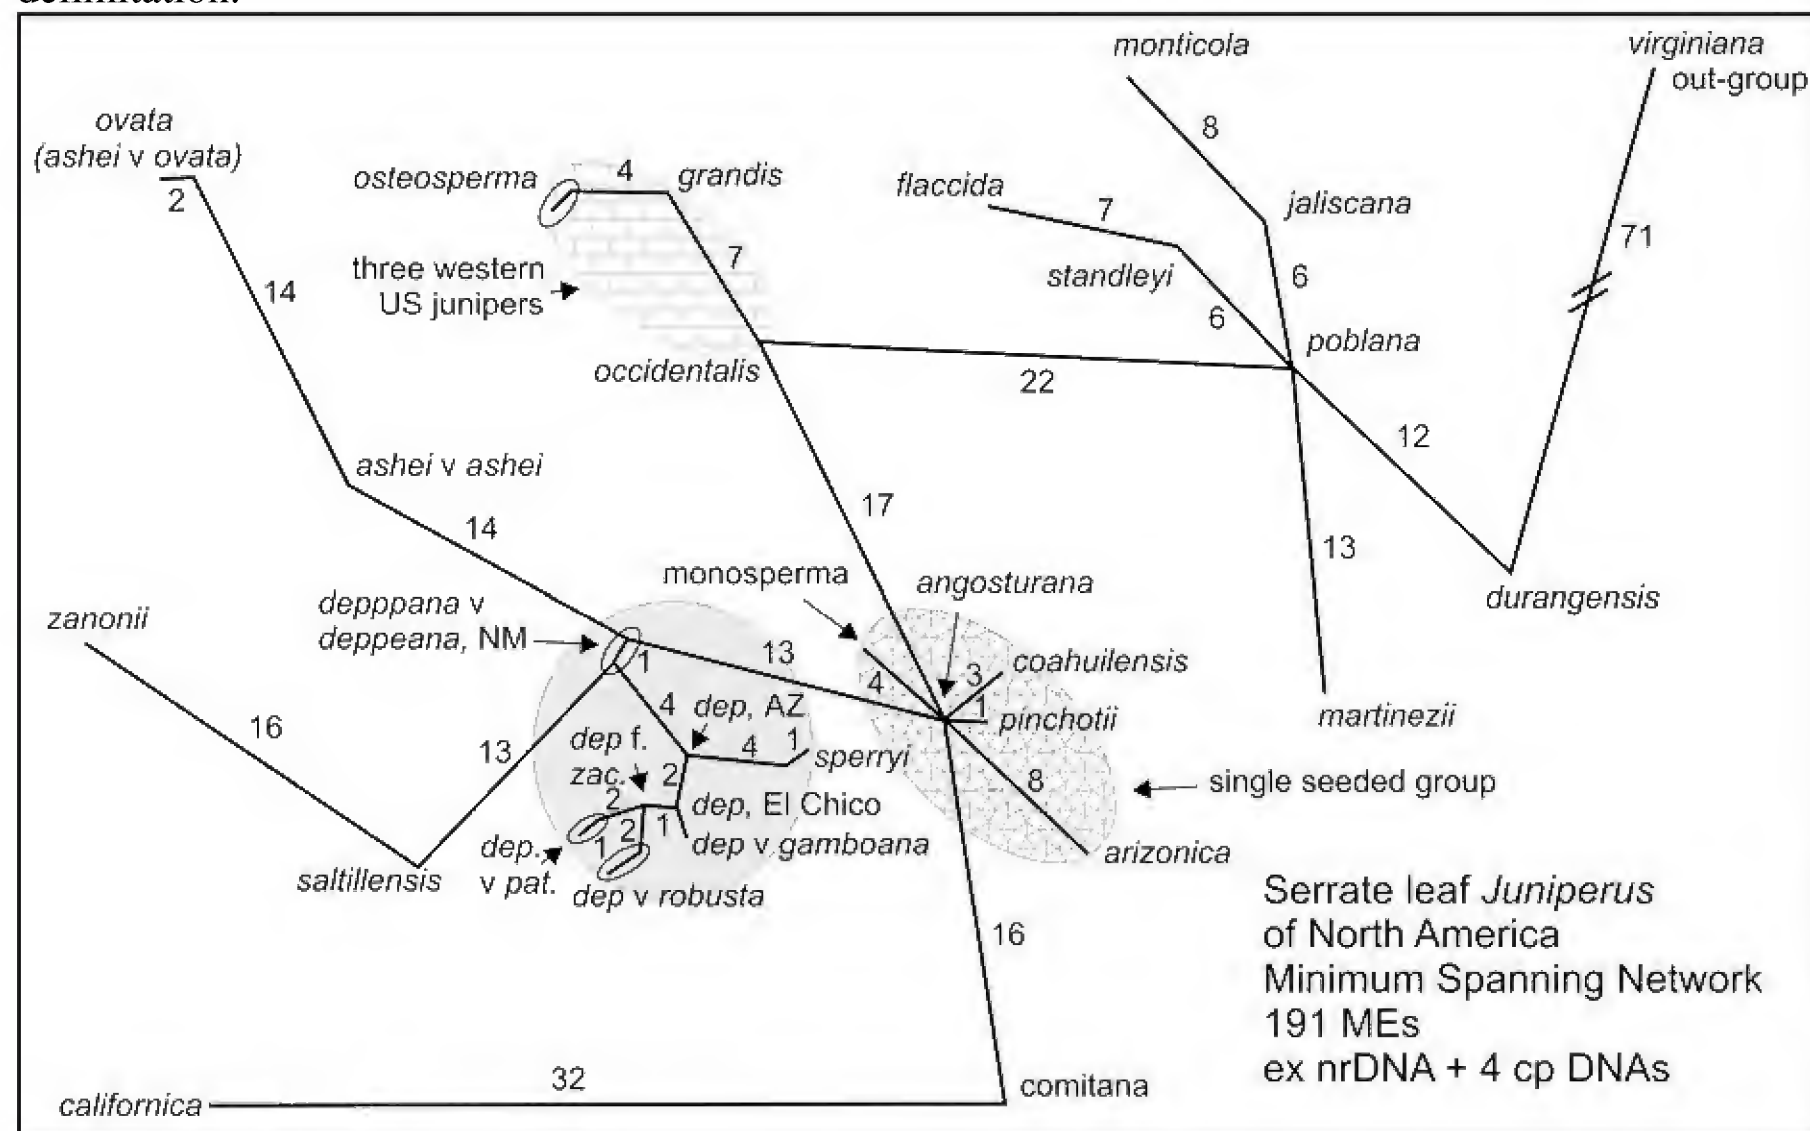 delimitation.
monticola
virginiana
out-group
ovata
(ashei v ovata)
2
osteosperma
4
grandis
flaccida
7
8
jaliscana
71
three western
US junipers
7
14
standleyi
6
6
poblana
occidentalis
22
12
ashei v ashei
14
17
13
monosperma
angosturana
durangensis
zanonii
depppana v
deppeana, NM
1
13
4
3
coahuilensis
1
pinchotii
martinezii
16
13
4
dep, AZ
dep f.
zac.
4
1
sperryi
2
2
dep, El Chico
8
single seeded group
dep.
v pat.
1
2
1
dep v gamboana
arizonica
saltillensis
dep v robusta
16
Serrate leaf Juniperus
of North America
Minimum Spanning Network
191 MEs
ex nrDNA + 4 cp DNAs
32
californica
comitana